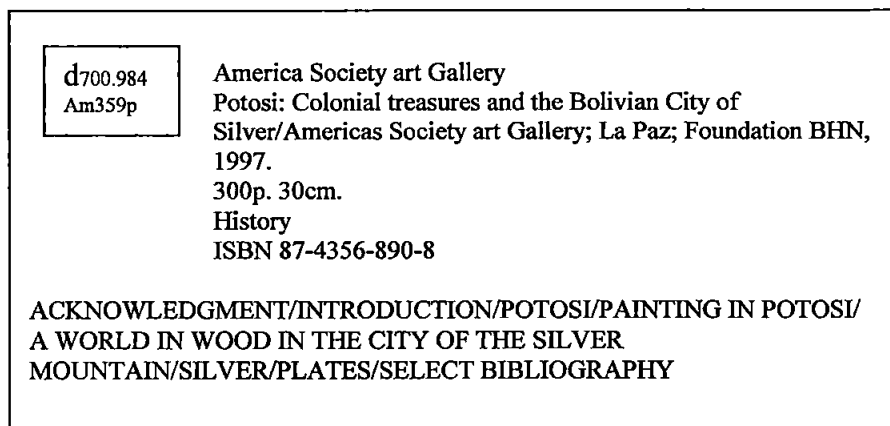 d700.984
Am359p
America Society art Gallery
Potosi: Colonial treasures and the Bolivian City of
Silver/Americas Society art Gallery; La Paz; Foundation BHN,
1997.
300p. 30cm.
History
ISBN 87-4356-890-8
ACKNOWLEDGMENT/INTRODUCTION/POTOSI/PAINTING IN POTOSI/
A WORLD IN WOOD IN THE CITY OF THE SILVER
MOUNTAIN/SILVER/PLATES/SELECT BIBLIOGRAPHY